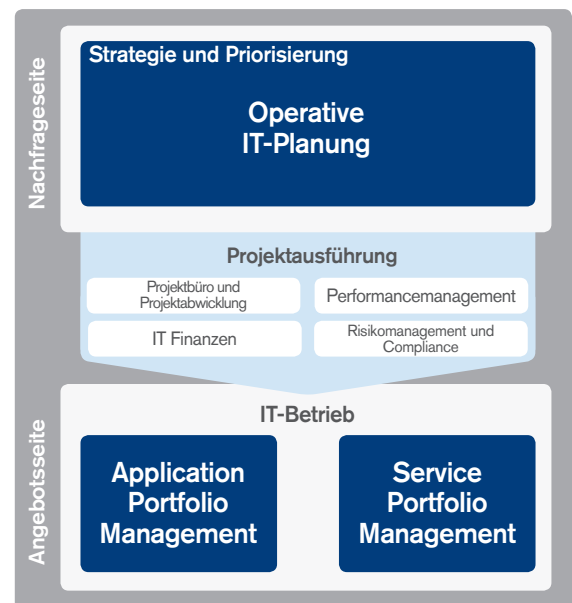 Nachfrageseite
Strategie und Priorisierung
Operative
IT-Planung
Projektausführung
Projektbüro und
Projektabwicklung
Performancemanagement
IT Finanzen
Risikomanagement und
Compliance
Angebotsseite
IT-Betrieb
Application
Portfolio
Management
Service
Portfolio
Management